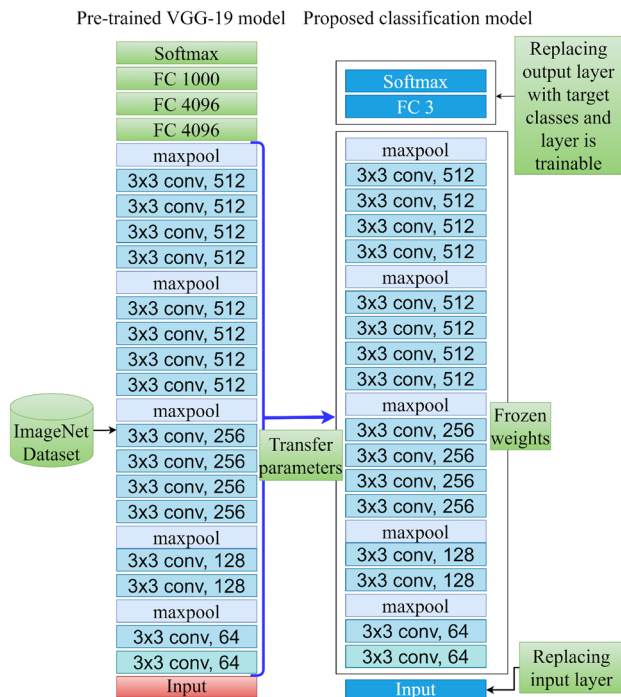 Pre-trained VGG-19 model
Softmax
FC 1000
FC 4096
FC 4096
maxpool
3x3 conv, 512
3x3 conv, 512
3x3 conv, 512
3x3 conv, 512
maxpool
3x3 conv, 512
3x3 conv, 512
3x3 conv, 512
3x3 conv, 512
maxpool
3x3 conv, 256
3x3 conv, 256
3x3 conv, 256
3x3 conv, 256
maxpool
3x3 conv, 128
3x3 conv, 128
maxpool
3x3 conv, 64
3x3 conv, 64
Input
ImageNet
Dataset
Transfer
parameters
Proposed classification model
Softmax
FC 3
maxpool
3x3 conv, 512
3x3 conv, 512
3x3 conv, 512
3x3 conv, 512
maxpool
3x3 conv, 512
3x3 conv, 512
3x3 conv, 512
3x3 conv, 512
maxpool
3x3 conv, 256
3x3 conv, 256
3x3 conv, 256
3x3 conv, 256
maxpool
3x3 conv, 128
3x3 conv, 128
maxpool
3x3 conv, 64
3x3 conv, 64
Input
Replacing
output layer
with target
classes and
layer is
trainable
Frozen
weights
Replacing
input layer